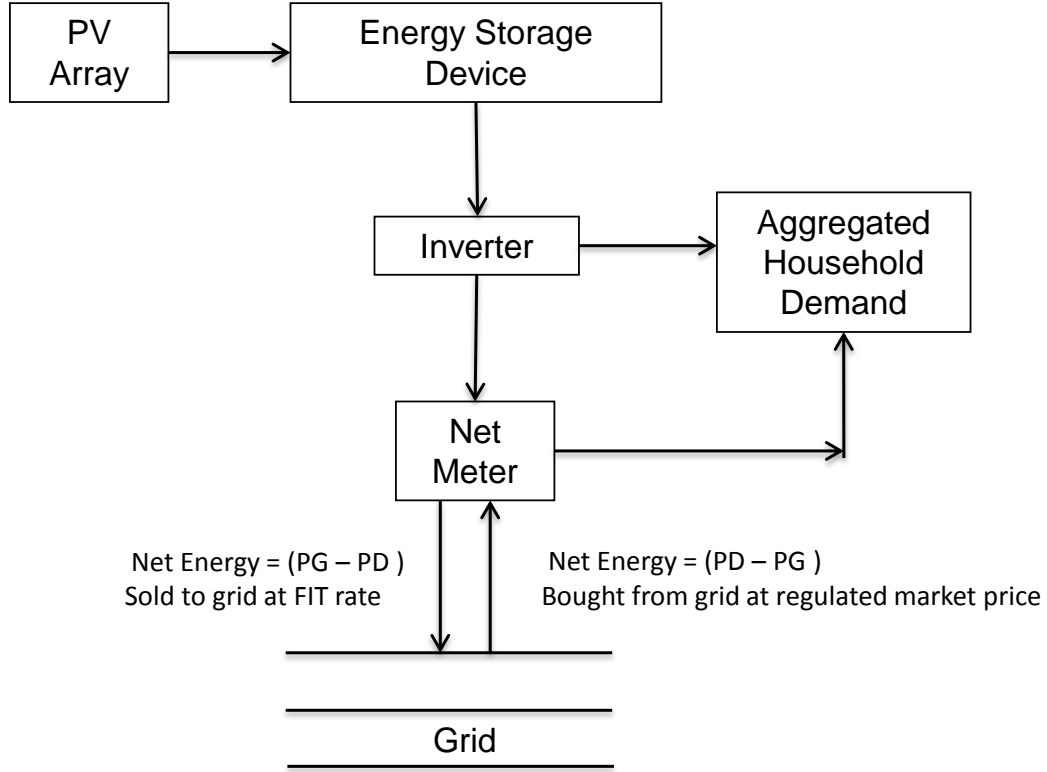 PV
Array
Energy Storage
Device
Inverter
Aggregated
Household
Demand
Net
Meter
Net Energy = (PG – PD )
Sold to grid at FIT rate
Net Energy = (PD – PG )
Bought from grid at regulated market price
Grid